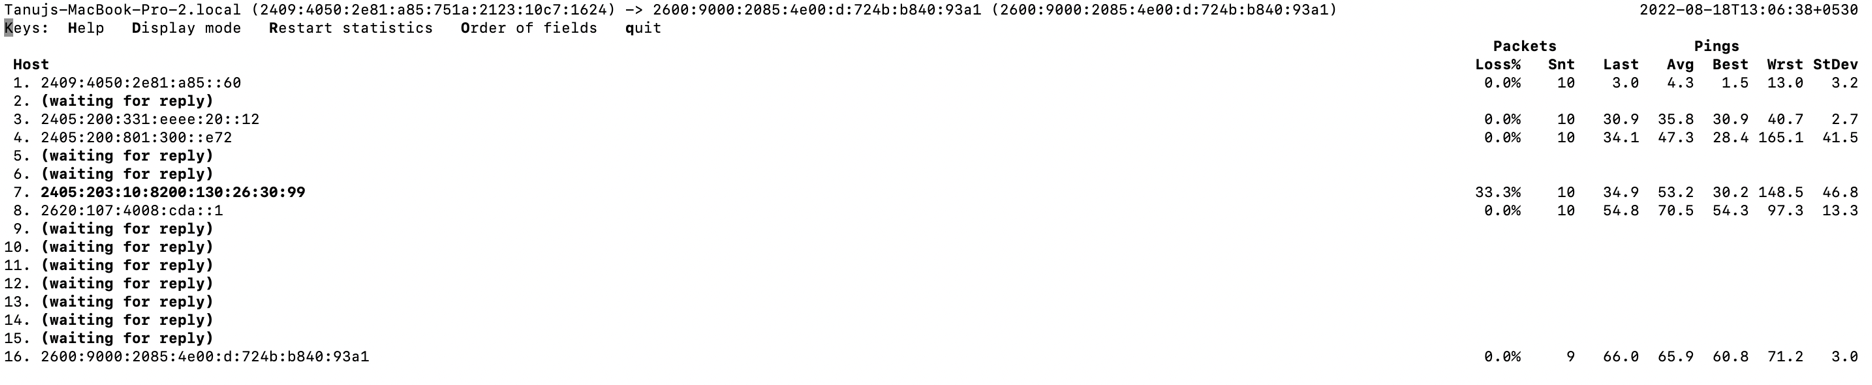 Tanujs-MacBook-Pro-2.local (2409:4050:2e81:a85:751a:2123:10c7:1624) -> 2600:9000:2085:4e00:d:724b:b840:93a1 (2600:9000:2085:4e00:d:724b:b840:93a1) 2022-08-18T13:06:38+0530
Keys: Help Display mode Restart statistics Order of fields quit
Packets Pings
Host Loss% Snt Last Avg Best Wrst StDev
1. 2409:4050:2e81:a85::60 0.0% 10 3.0 4.3 1.5 13.0 3.2
2. (waiting for reply)
3. 2405:200:331:eeee:20::12 0.0% 10 30.9 35.8 30.9 40.7 2.7
4. 2405:200:801:300::e72 0.0% 10 34.1 47.3 28.4 165.1 41.5
5. (waiting for reply)
6. (waiting for reply)
7. 2405:203:10:8200:130:26:30:99 33.3% 10 34.9 53.2 30.2 148.5 46.8
8. 2620:107:4008:cda::1 0.0% 10 54.8 70.5 54.3 97.3 13.3
9. (waiting for reply)
10. (waiting for reply)
11. (waiting for reply)
12. (waiting for reply)
13. (waiting for reply)
14. (waiting for reply)
15. (waiting for reply)
16. 2600:9000:2085:4e00:d:724b:b840:93a1 0.0% 9 66.0 65.9 60.8 71.2 3.0